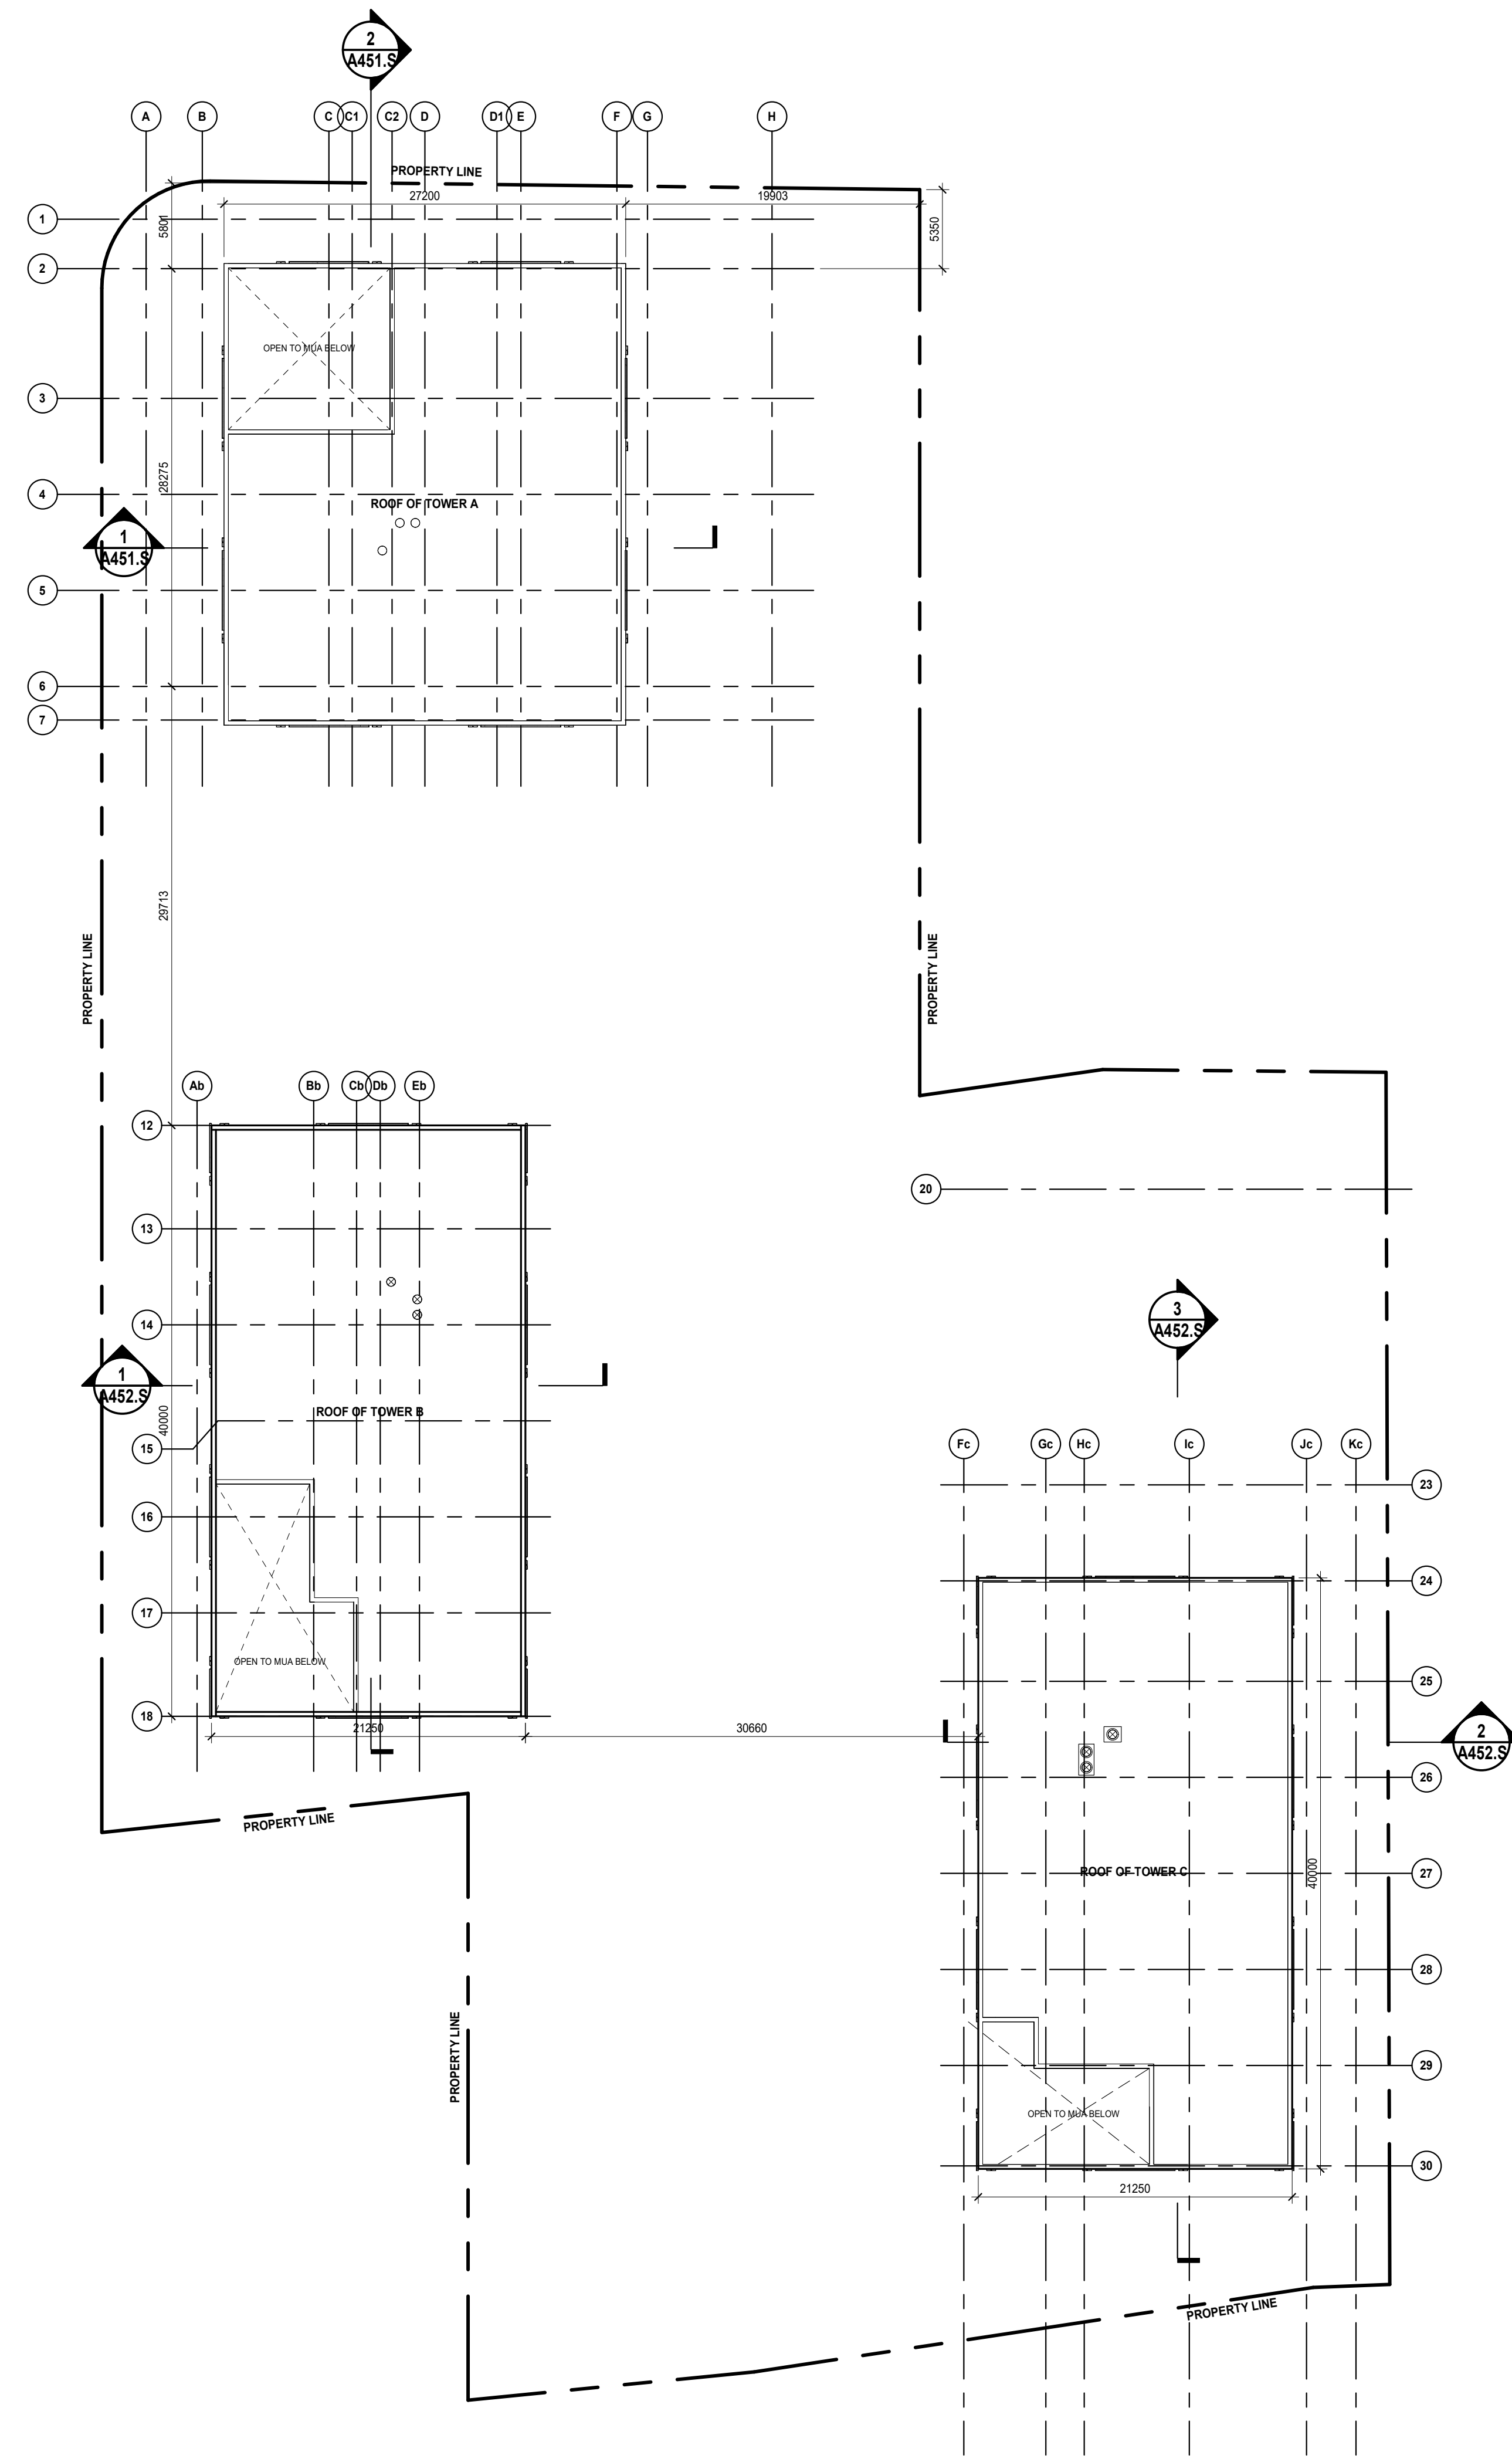 2
A451.S
A
B
C
C1
C2
D
D1
E
F
G
H
PROPERTY LINE
27200
19903
5801
5350
1
2
OPEN TO MUA BELOW
3
28275
4
ROOF OF TOWER A
1
A451.S
5
6
7
29713
PROPERTY LINE
PROPERTY LINE
Ab
Bb
Cb
Db
Eb
12
20
13
14
3
A452.S
1
A452.S
40000
ROOF OF TOWER B
15
Fc
Gc
Hc
Ic
Jc
Kc
23
16
24
17
OPEN TO MUA BELOW
25
18
21250
30660
2
A452.S
26
PROPERTY LINE
ROOF OF TOWER C
40000
27
28
PROPERTY LINE
29
OPEN TO MUA BELOW
30
21250
PROPERTY LINE